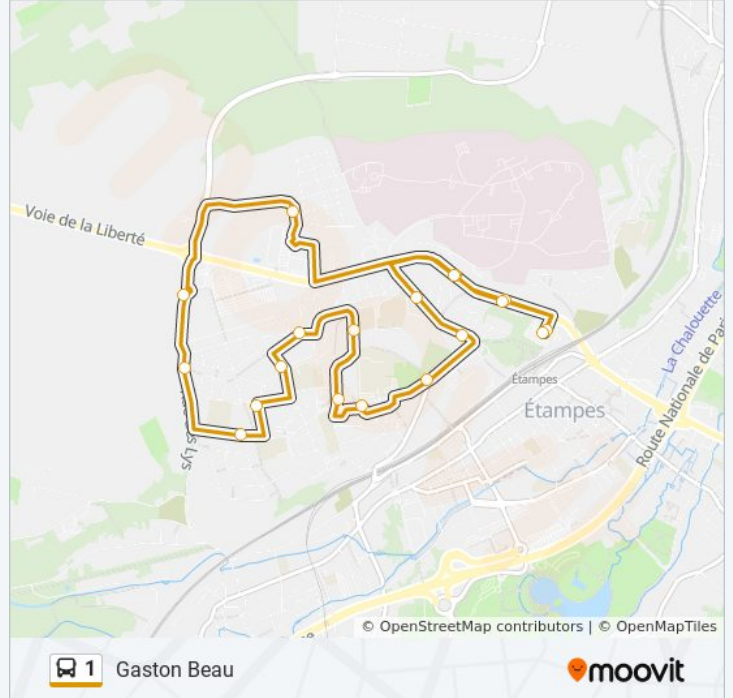 Voie de la Liberté
La Chalouette
Étampes
Étampes
Route Nationale de Pari
Lys
© OpenStreetMap contributors | © OpenMapTiles
1 Gaston Beau
moovit